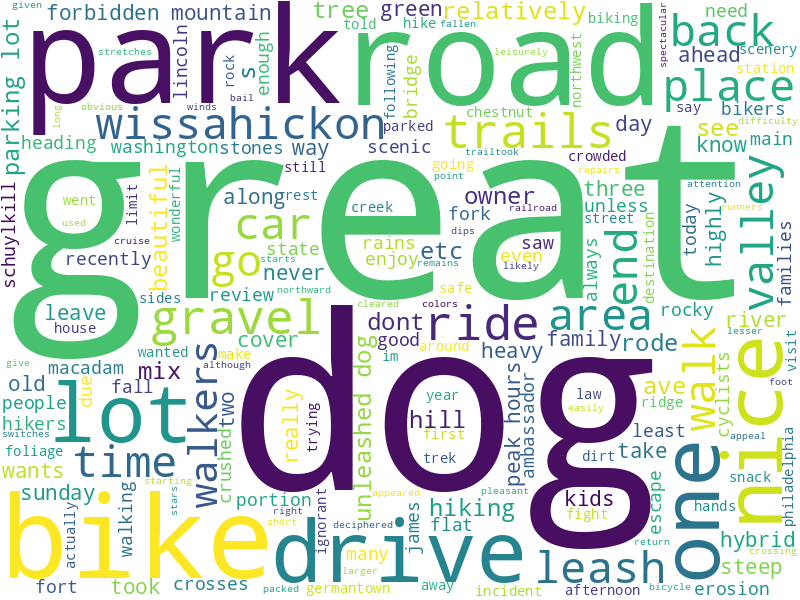 given
forbidden
mountain
tree
green
relatively
back
parking lot
park
road
lincoln
told
hike
fallen
biking
spectacular
need
stretches
s
rock
enough
leisurely
northwest
ahead
scenery
station
place
following
bridge
long
obvious
winds
bail
chestnut
say
bikers
difficulty
wissahickon
parked
trails
day
see
know
main
heading
washington
stones
way
scenic
still
going
point
trailtook
crowded
repairs
attention
great
schuylkill
went
used
beautiful
wonderful
limit
along
rest
creek
railroad
owner
three
unless
street
car
fork
saw
dips
likely
today
highly
valley
runners
families
recently
cruise
go
state
starts
northward
rains
enjoy
remains
etc
never
even
safe
always
end
destination
rocky
leave
house
sides
review
cleared
colors
gravel
cover
dont
ride
area
river
lesser
visit
wanted
make
around
good
im
heavy
family
rode
foot
macadam
mix
although
dog
old
fall
due
walkers
two
people
hikers
switches
lot
really
trying
unleashed dog
year
hill
first
trek
peak hours
ambassador
law
kids
fight
dirt
ave
ridge
least
take
walk
cyclists
nice
easily
appeal
foliage
wants
time
crushed
snack
philadelphia
sunday
walking
starting
stars
portion
appeared
pleasant
hiking
leash
escape
one
hands
actually
bike
right
short
deciphered
ignorant
drive
many
james
flat
return
hybrid
crossing
fort
took
crosses
packed
larger
germantown
away
incident
afternoon
bicycle
steep
erosion